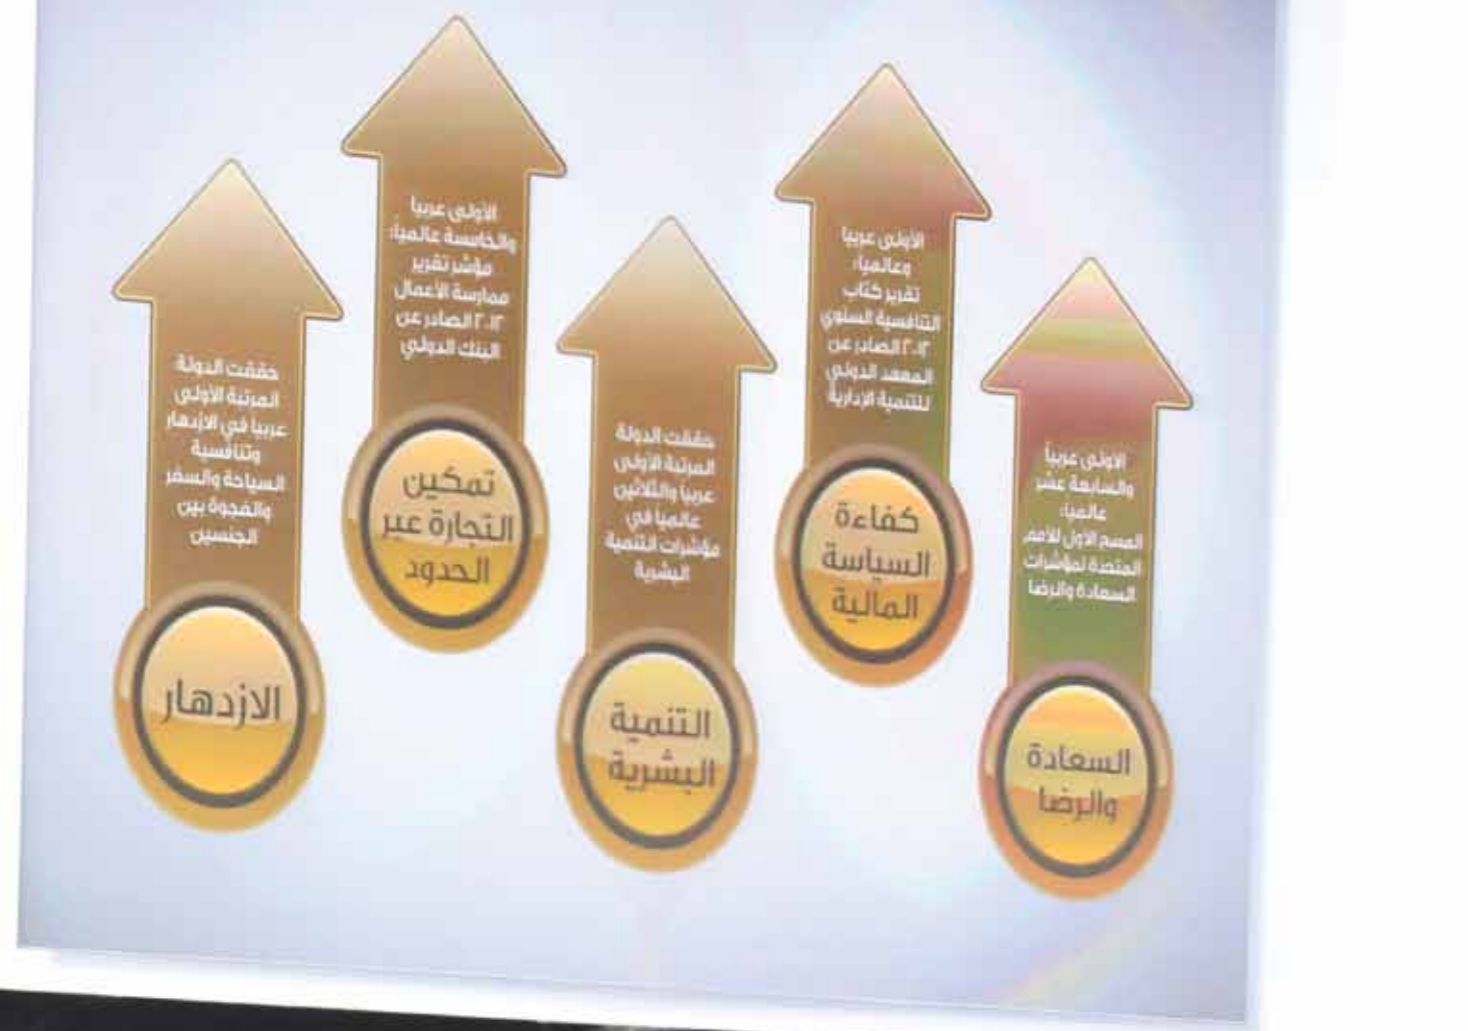 الأولى عربياً
والسابعة عشر
عالمياً:
المسح الأول للأمم
المتحدة لمؤشرات
السعادة والرضا
السعادة
والرضا
الأولى عربياً
وعالمياً:
تقرير كتاب
التنافسية السنوي
٢٠١٢ الصادر عن
المعهد الدولي
للتنمية الإدارية
كفاءة
السياسة
المالية
حققت الدولة
المرتبة الأولى
عربياً والثلاثين
عالمياً في
مؤشرات التنمية
البشرية
التنمية
البشرية
الأولى عربياً
والخامسة عالمياً:
مؤشر تقرير
ممارسة الأعمال
٢٠١٢ الصادر عن
البنك الدولي
تمكين
التجارة عبر
الحدود
حققت الدولة
المرتبة الأولى
عربياً في الازدهار
وتنافسية
السياحة والسفر
والفجوة بين
الجنسين
الازدهار